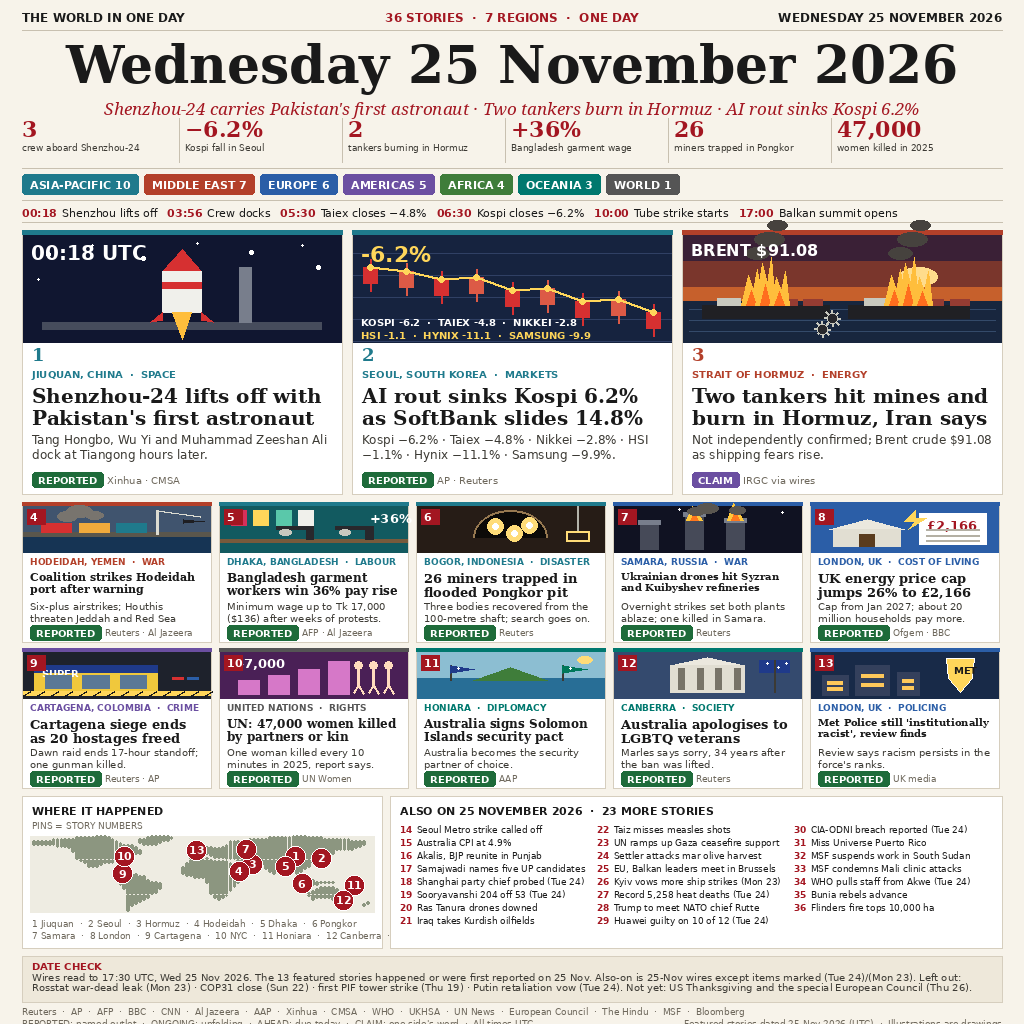 THE WORLD IN ONE DAY
36 STORIES · 7 REGIONS · ONE DAY
WEDNESDAY 25 NOVEMBER 2026
Wednesday 25 November 2026
Shenzhou-24 carries Pakistan's first astronaut · Two tankers burn in Hormuz · AI rout sinks Kospi 6.2%
3
crew aboard Shenzhou-24
−6.2%
Kospi fall in Seoul
2
tankers burning in Hormuz
+36%
Bangladesh garment wage
26
miners trapped in Pongkor
47,000
women killed in 2025
ASIA-PACIFIC 10
MIDDLE EAST 7
EUROPE 6
AMERICAS 5
AFRICA 4
OCEANIA 3
WORLD 1
00:18 Shenzhou lifts off 03:56 Crew docks 05:30 Taiex closes −4.8% 06:30 Kospi closes −6.2% 10:00 Tube strike starts 17:00 Balkan summit opens
00:18 UTC
1
JIUQUAN, CHINA · SPACE
Shenzhou-24 lifts off with
Pakistan's first astronaut
Tang Hongbo, Wu Yi and Muhammad Zeeshan Ali
dock at Tiangong hours later.
REPORTED Xinhua · CMSA
-6.2%
KOSPI -6.2 · TAIEX -4.8 · NIKKEI -2.8
HSI -1.1 · HYNIX -11.1 · SAMSUNG -9.9
2
SEOUL, SOUTH KOREA · MARKETS
AI rout sinks Kospi 6.2%
as SoftBank slides 14.8%
Kospi −6.2% · Taiex −4.8% · Nikkei −2.8% · HSI
−1.1% · Hynix −11.1% · Samsung −9.9%.
REPORTED AP · Reuters
BRENT $91.08
3
STRAIT OF HORMUZ · ENERGY
Two tankers hit mines and
burn in Hormuz, Iran says
Not independently confirmed; Brent crude $91.08
as shipping fears rise.
CLAIM IRGC via wires
4
HODEIDAH, YEMEN · WAR
Coalition strikes Hodeidah
port after warning
Six-plus airstrikes; Houthis
threaten Jeddah and Red Sea
REPORTED Reuters · Al Jazeera
5
+36%
DHAKA, BANGLADESH · LABOUR
Bangladesh garment
workers win 36% pay rise
Minimum wage up to Tk 17,000
($136) after weeks of protests.
REPORTED AFP · Al Jazeera
6
BOGOR, INDONESIA · DISASTER
26 miners trapped in
flooded Pongkor pit
Three bodies recovered from the
100-metre shaft; search goes on.
REPORTED Reuters
7
SAMARA, RUSSIA · WAR
Ukrainian drones hit Syzran
and Kuibyshev refineries
Overnight strikes set both plants
ablaze; one killed in Samara.
REPORTED Reuters
8
£2,166
LONDON, UK · COST OF LIVING
UK energy price cap
jumps 26% to £2,166
Cap from Jan 2027; about 20
million households pay more.
REPORTED Ofgem · BBC
9
SUPER
CARTAGENA, COLOMBIA · CRIME
Cartagena siege ends
as 20 hostages freed
Dawn raid ends 17-hour standoff;
one gunman killed.
REPORTED Reuters · AP
10
7,000
UNITED NATIONS · RIGHTS
UN: 47,000 women killed
by partners or kin
One woman killed every 10
minutes in 2025, report says.
REPORTED UN Women
11
HONIARA · DIPLOMACY
Australia signs Solomon
Islands security pact
Australia becomes the security
partner of choice.
REPORTED AAP
12
CANBERRA · SOCIETY
Australia apologises to
LGBTQ veterans
Marles says sorry, 34 years after
the ban was lifted.
REPORTED Reuters
13
MET
LONDON, UK · POLICING
Met Police still 'institutionally
racist', review finds
Review says racism persists in the
force's ranks.
REPORTED UK media
WHERE IT HAPPENED
PINS = STORY NUMBERS
10
9
13
7
3
4
1
5
2
6
11
12
1 Jiuquan · 2 Seoul · 3 Hormuz · 4 Hodeidah · 5 Dhaka · 6 Pongkor
7 Samara · 8 London · 9 Cartagena · 10 NYC · 11 Honiara · 12 Canberra ·
ALSO ON 25 NOVEMBER 2026 · 23 MORE STORIES
14 Seoul Metro strike called off
15 Australia CPI at 4.9%
16 Akalis, BJP reunite in Punjab
17 Samajwadi names five UP candidates
18 Shanghai party chief probed (Tue 24)
19 Sooryavanshi 204 off 53 (Tue 24)
20 Ras Tanura drones downed
21 Iraq takes Kurdish oilfields
22 Taiz misses measles shots
23 UN ramps up Gaza ceasefire support
24 Settler attacks mar olive harvest
25 EU, Balkan leaders meet in Brussels
26 Kyiv vows more ship strikes (Mon 23)
27 Record 5,258 heat deaths (Tue 24)
28 Trump to meet NATO chief Rutte
29 Huawei guilty on 10 of 12 (Tue 24)
30 CIA-ODNI breach reported (Tue 24)
31 Miss Universe Puerto Rico
32 MSF suspends work in South Sudan
33 MSF condemns Mali clinic attacks
34 WHO pulls staff from Akwe (Tue 24)
35 Bunia rebels advance
36 Flinders fire tops 10,000 ha
DATE CHECK
Wires read to 17:30 UTC, Wed 25 Nov 2026. The 13 featured stories happened or were first reported on 25 Nov. Also-on is 25-Nov wires except items marked (Tue 24)/(Mon 23). Left out:
Rosstat war-dead leak (Mon 23) · COP31 close (Sun 22) · first PIF tower strike (Thu 19) · Putin retaliation vow (Tue 24). Not yet: US Thanksgiving and the special European Council (Thu 26).
Reuters · AP · AFP · BBC · CNN · Al Jazeera · AAP · Xinhua · CMSA · WHO · UKHSA · UN News · European Council · The Hindu · MSF · Bloomberg
REPORTED: named outlet · ONGOING: unfolding · AHEAD: due today · CLAIM: one side's word · All times UTC
Featured stories dated 25 Nov 2026 (UTC) · Illustrations are drawings